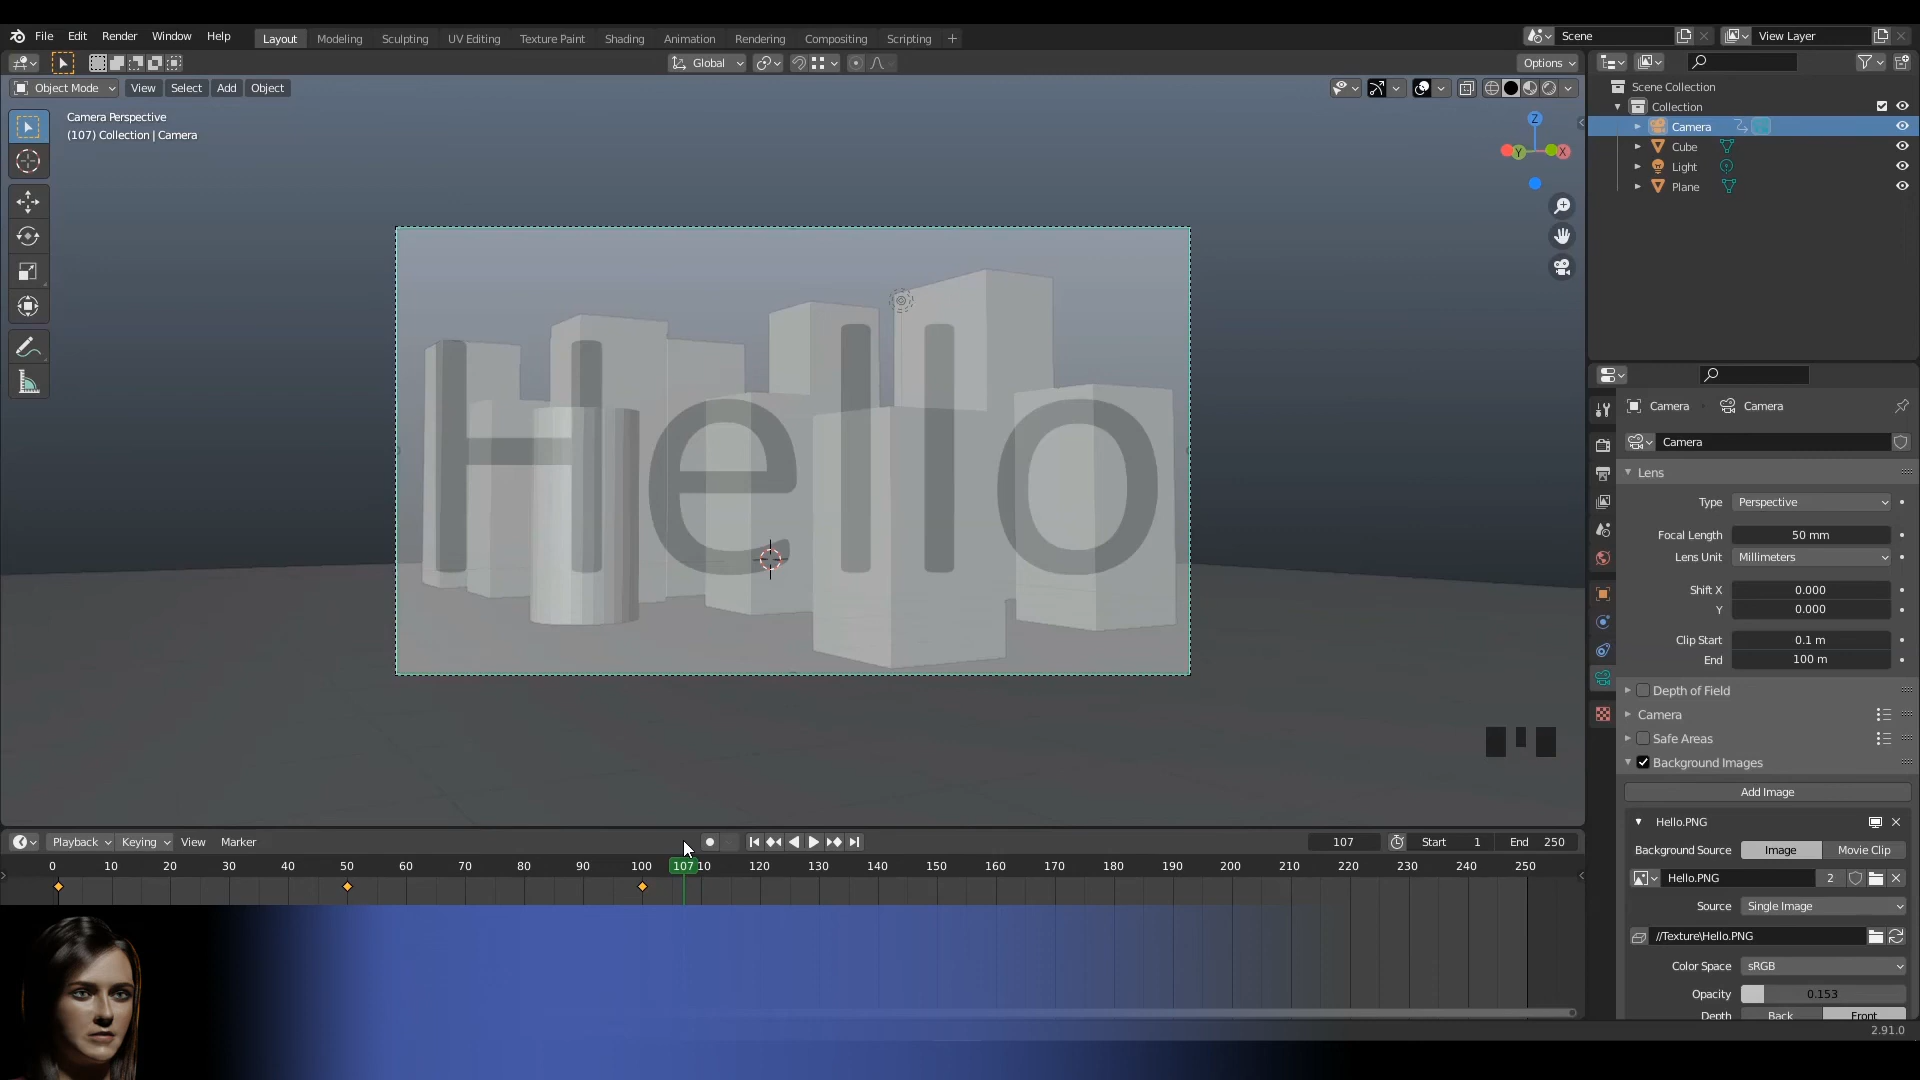 File Edit Render Window Help
Layout Modeling Sculpting UV Editing Texture Paint Shading Animation Rendering Compositing Scripting +
Scene
View Layer
Global
Options
Object Mode View Select Add Object
Camera Perspective
(107) Collection | Camera
Z
Y
X
Hello
Scene Collection
Collection
Camera
Cube
Light
Plane
Camera
Camera
Camera
Lens
Type Perspective
Focal Length 50 mm
Lens Unit Millimeters
Shift X 0.000
Y 0.000
Clip Start 0.1 m
End 100 m
Depth of Field
Camera
Safe Areas
Background Images
Add Image
Hello.PNG
Background Source Image Movie Clip
Hello.PNG 2
Source Single Image
//Texture\Hello.PNG
Color Space sRGB
Opacity 0.153
Depth Back Front
Playback Keying View Marker
107 Start 1 End 250
0 10 20 30 40 50 60 70 80 90 100 107 110 120 130 140 150 160 170 180 190 200 210 220 230 240 250
2.91.0